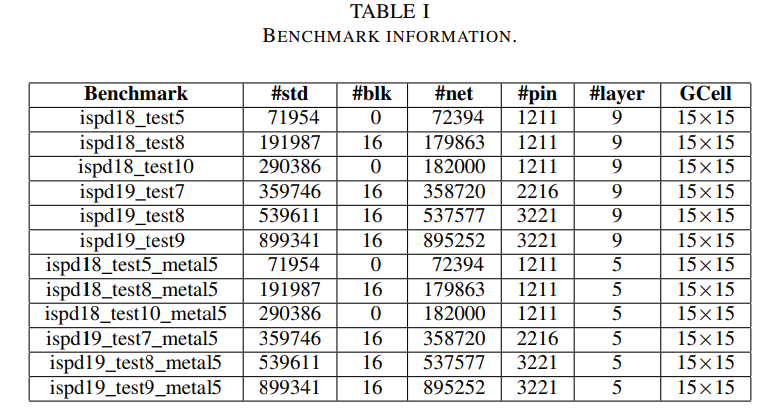 TABLE I
BENCHMARK INFORMATION.
Benchmark #std #blk #net #pin #layer GCell
ispd18_test5 71954 0 72394 1211 9 15×15
ispd18_test8 191987 16 179863 1211 9 15×15
ispd18_test10 290386 0 182000 1211 9 15×15
ispd19_test7 359746 16 358720 2216 9 15×15
ispd19_test8 539611 16 537577 3221 9 15×15
ispd19_test9 899341 16 895252 3221 9 15×15
ispd18_test5_metal5 71954 0 72394 1211 5 15×15
ispd18_test8_metal5 191987 16 179863 1211 5 15×15
ispd18_test10_metal5 290386 0 182000 1211 5 15×15
ispd19_test7_metal5 359746 16 358720 2216 5 15×15
ispd19_test8_metal5 539611 16 537577 3221 5 15×15
ispd19_test9_metal5 899341 16 895252 3221 5 15×15